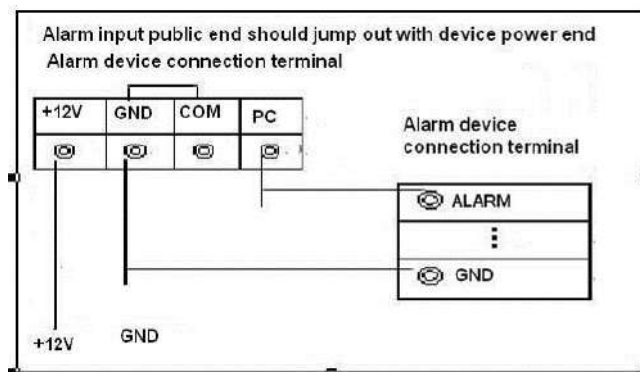 Alarm input public end should jump out with device power end
Alarm device connection terminal
+12V GND COM PC
Alarm device
connection terminal
ALARM
GND
+12V GND